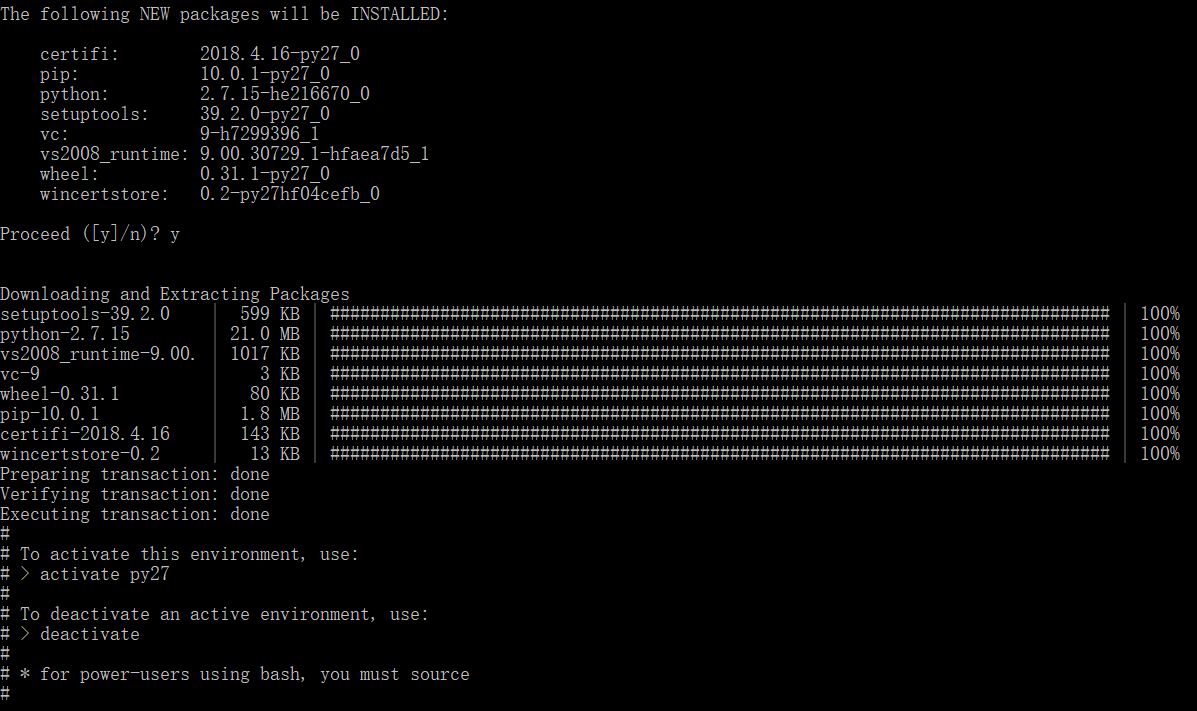 The following NEW packages will be INSTALLED:
certifi: 2018.4.16-py27_0
pip: 10.0.1-py27_0
python: 2.7.15-he216670_0
setuptools: 39.2.0-py27_0
vc: 9-h7299396_1
vs2008_runtime: 9.00.30729.1-hfaea7d5_1
wheel: 0.31.1-py27_0
wincertstore: 0.2-py27hf04cefb_0
Proceed ([y]/n)? y
Downloading and Extracting Packages
setuptools-39.2.0 | 599 KB | ############################################################################## | 100%
python-2.7.15 | 21.0 MB | ############################################################################## | 100%
vs2008_runtime-9.00. | 1017 KB | ############################################################################## | 100%
vc-9 | 3 KB | ############################################################################## | 100%
wheel-0.31.1 | 80 KB | ############################################################################## | 100%
pip-10.0.1 | 1.8 MB | ############################################################################## | 100%
certifi-2018.4.16 | 143 KB | ############################################################################## | 100%
wincertstore-0.2 | 13 KB | ############################################################################## | 100%
Preparing transaction: done
Verifying transaction: done
Executing transaction: done
#
# To activate this environment, use:
# > activate py27
#
# To deactivate an active environment, use:
# > deactivate
#
# * for power-users using bash, you must source
#